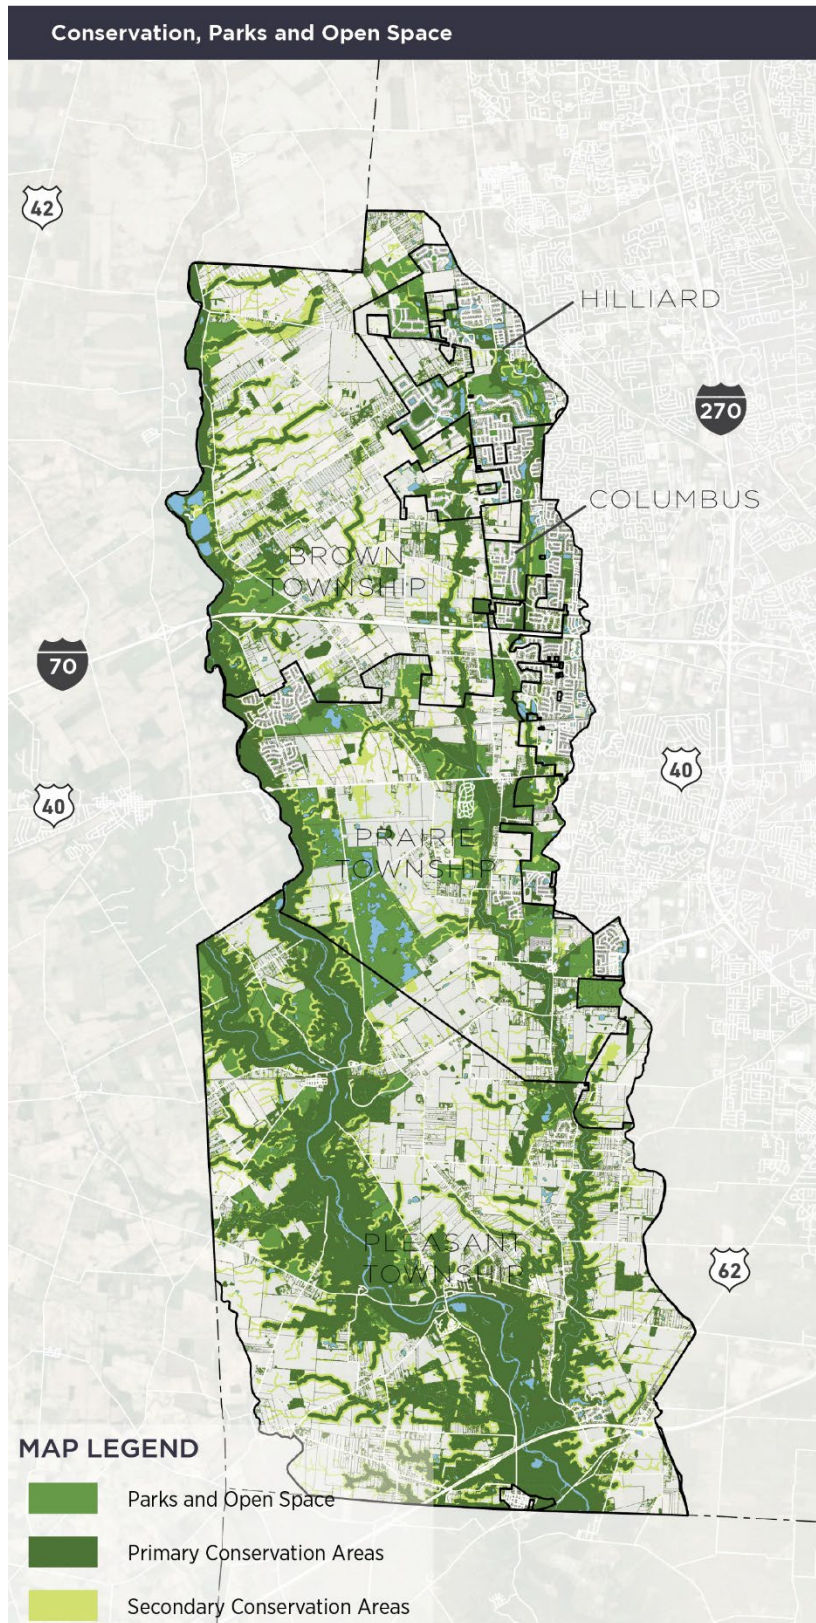 Conservation, Parks and Open Space
42
HILLIARD
270
COLUMBUS
BROWN
TOWNSHIP
70
40
40
PRAIRIE
TOWNSHIP
PLEASANT
TOWNSHIP
62
MAP LEGEND
Parks and Open Space
Primary Conservation Areas
Secondary Conservation Areas